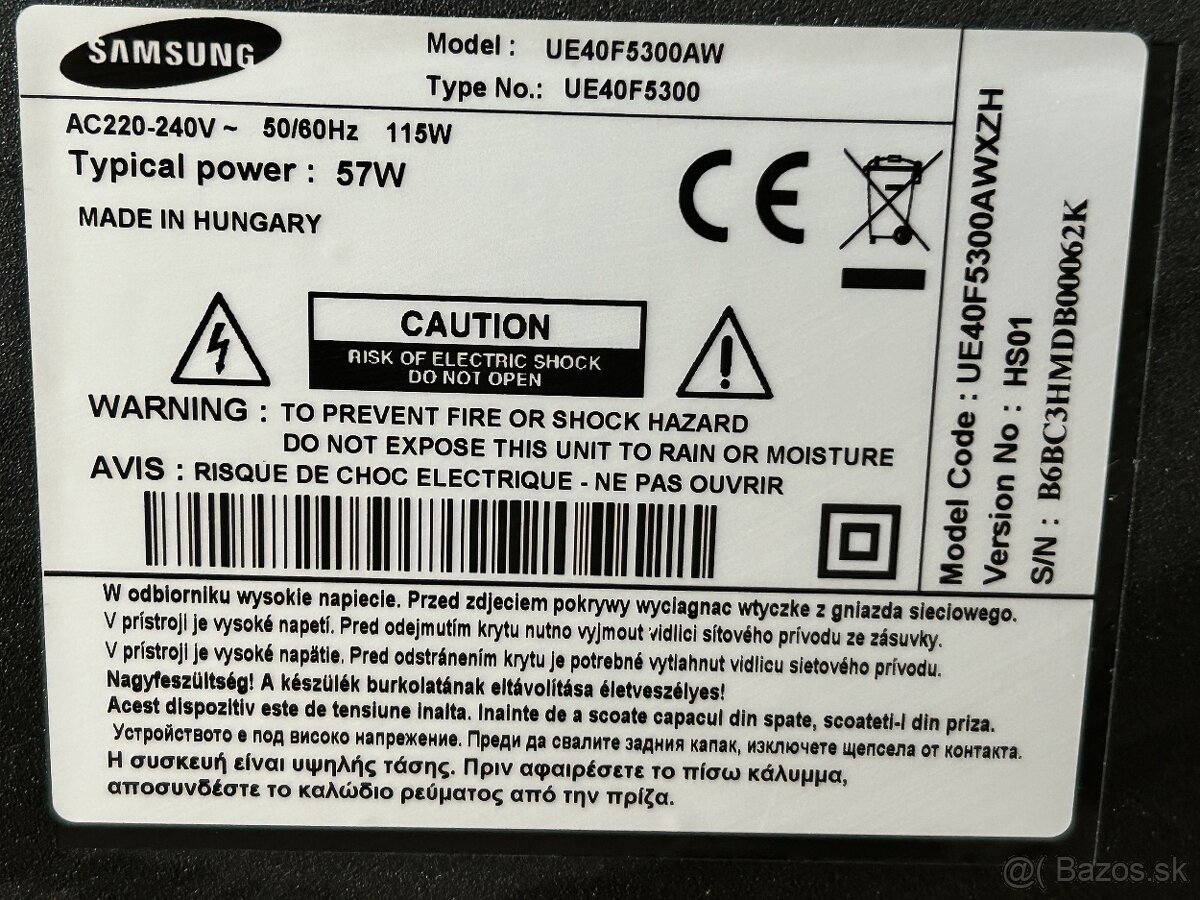 SAMSUNG
Model : UE40F5300AW
Type No.: UE40F5300
AC220-240V ~ 50/60Hz 115W
Typical power : 57W
MADE IN HUNGARY
CE
CAUTION
RISK OF ELECTRIC SHOCK
DO NOT OPEN
WARNING : TO PREVENT FIRE OR SHOCK HAZARD
DO NOT EXPOSE THIS UNIT TO RAIN OR MOISTURE
AVIS : RISQUE DE CHOC ELECTRIQUE - NE PAS OUVRIR
Model Code : UE40F5300AWXZH
Version No : HS01
S/N : B6BC3HMDB00062K
W odbiorniku wysokie napiecie. Przed zdjeciem pokrywy wyciagnac wtyczke z gniazda sieciowego.
V prístroji je vysoké napetí. Pred odejmutím krytu nutno vyjmout vidlici sítového prívodu ze zásuvky.
V prístroji je vysoké napätie. Pred odstránením krytu je potrebné vytlahnut vidlicu sietového prívodu.
Nagyfeszültség! A készülék burkolatának eltávolítása életveszélyes!
Acest dispozitiv este de tensiune inalta. Inainte de a scoate capacul din spate, scoateti-l din priza.
Устройството е под високо напрежение. Преди да свалите задния капак, изключете щепсела от контакта.
Η συσκευή είναι υψηλής τάσης. Πριν αφαιρέσετε το πίσω κάλυμμα,
αποσυνδέστε το καλώδιο ρεύματος από την πρίζα.
@( Bazos.sk